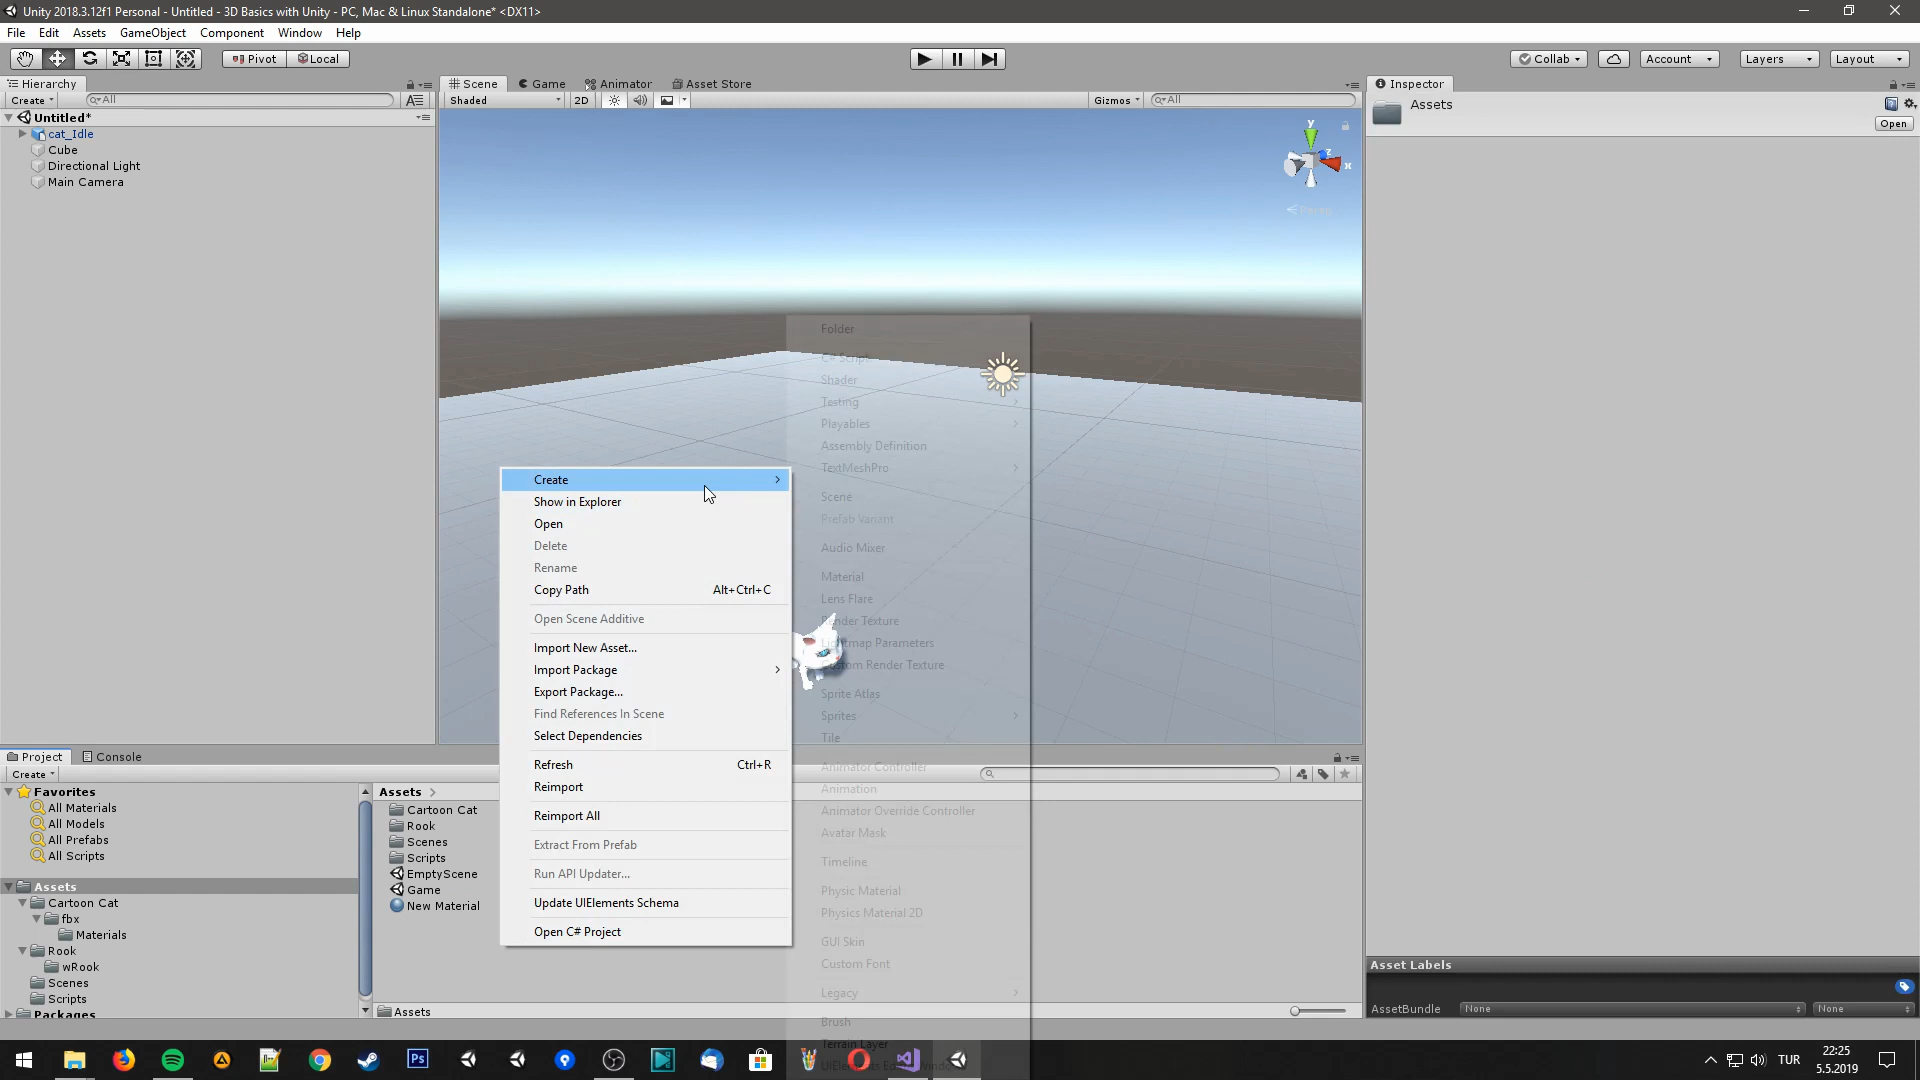 Unity 2018.3.12f1 Personal - Untitled - 3D Basics with Unity - PC, Mac & Linux Standalone* <DX11>
File Edit Assets GameObject Component Window Help
Pivot Local Collab Account Layers Layout
Hierarchy
Create All
Untitled*
cat_Idle
Cube
Directional Light
Main Camera
Scene Game Animator Asset Store
Shaded 2D Gizmos All
y
z
x
Persp
Inspector
Assets
Open
Create
Show in Explorer
Open
Delete
Rename
Copy Path Alt+Ctrl+C
Open Scene Additive
Import New Asset...
Import Package
Export Package...
Find References In Scene
Select Dependencies
Refresh Ctrl+R
Reimport
Reimport All
Extract From Prefab
Run API Updater...
Update UIElements Schema
Open C# Project
Folder
C# Script
Shader
Testing
Playables
Assembly Definition
TextMeshPro
Scene
Prefab Variant
Audio Mixer
Material
Lens Flare
Render Texture
Lightmap Parameters
Custom Render Texture
Sprite Atlas
Sprites
Tile
Animator Controller
Animation
Animator Override Controller
Avatar Mask
Timeline
Physic Material
Physics Material 2D
GUI Skin
Custom Font
Legacy
Brush
Terrain Layer
Project Console
Create
Favorites
All Materials
All Models
All Prefabs
All Scripts
Assets
Cartoon Cat
fbx
Materials
Rook
wRook
Scenes
Scripts
Packages
Assets
Cartoon Cat
Rook
Scenes
Scripts
EmptyScene
Game
New Material
Assets
Asset Labels
AssetBundle None None
Ps
TUR
22:25
5.5.2019